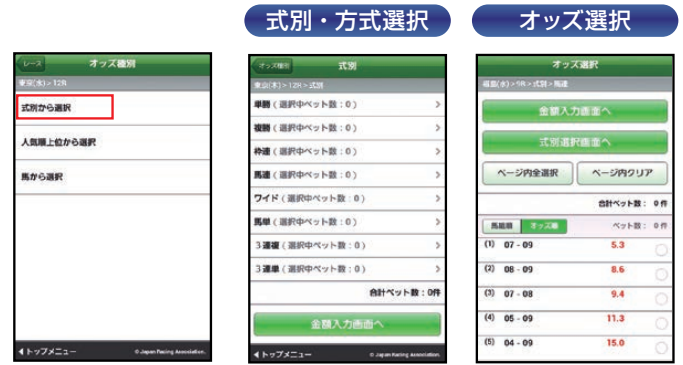 式別・方式選択
オッズ選択
レース
オッズ種別
東京(水)>12R
式別から選択
人気順上位から選択
馬から選択
トップメニュー
© Japan Racing Association.
オッズ種別
式別
東京(木)>12R>式別
単勝(選択中ベット数:0)
複勝(選択中ベット数:0)
枠連(選択中ベット数:0)
馬連(選択中ベット数:0)
ワイド(選択中ベット数:0)
馬単(選択中ベット数:0)
3連複(選択中ベット数:0)
3連単(選択中ベット数:0)
合計ベット数:0件
金額入力画面へ
トップメニュー
© Japan Racing Association.
オッズ選択
(水)>9R>式別>馬連
金額入力画面へ
式別選択画面へ
ページ内全選択
ページ内クリア
合計ベット数: 0件
馬組順
オッズ順
ベット数: 0件
(1) 07 - 09 5.3
(2) 08 - 09 8.6
(3) 07 - 08 9.4
(4) 05 - 09 11.3
(5) 04 - 09 15.0